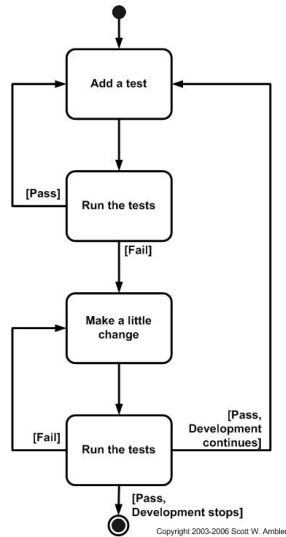 Add a test
[Pass]
Run the tests
[Fail]
Make a little
change
[Fail]
Run the tests
[Pass,
Development
continues]
[Pass,
Development stops]
Copyright 2003-2006 Scott W. Ambler